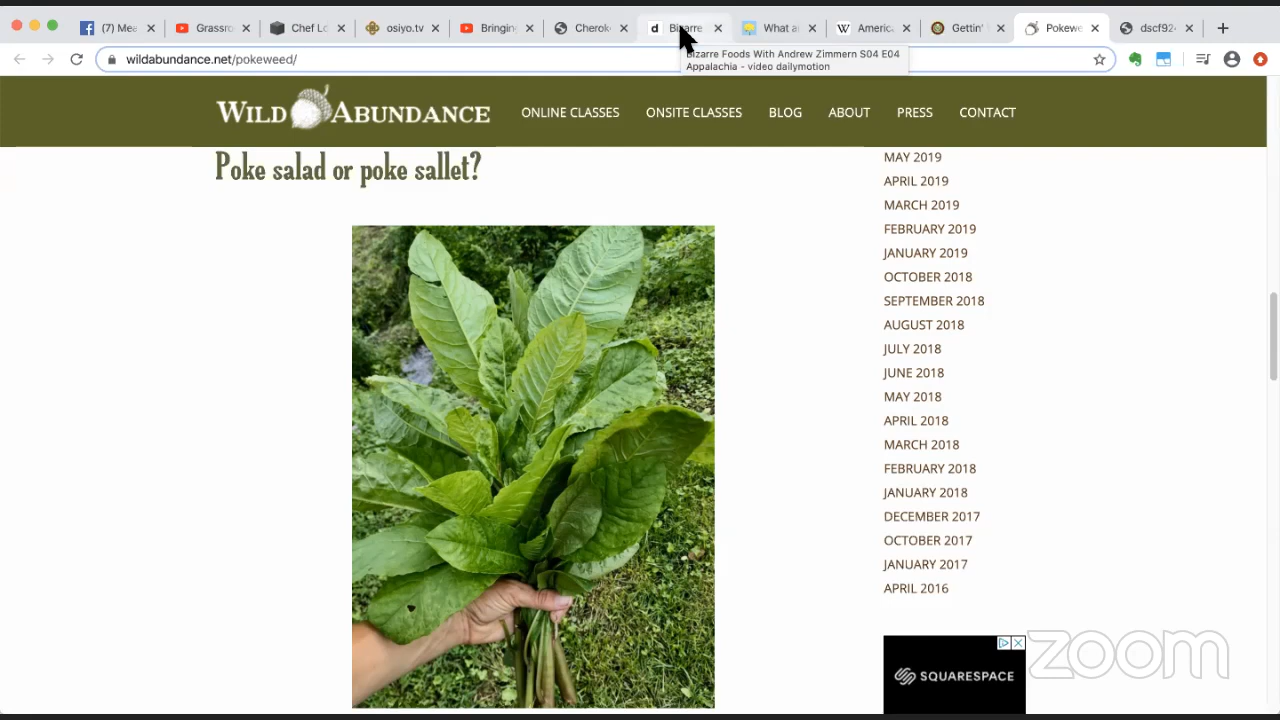 (7) Mee
Grassro
Chef Lo
osiyo.tv
Bringin
Cherok
Bizarre
What a
America
Gettin'
Pokewe
dscf92
wildabundance.net/pokeweed/
Bizarre Foods With Andrew Zimmern S04 E04
Appalachia - video dailymotion
WILD ABUNDANCE
ONLINE CLASSES
ONSITE CLASSES
BLOG
ABOUT
PRESS
CONTACT
Poke salad or poke sallet?
MAY 2019
APRIL 2019
MARCH 2019
FEBRUARY 2019
JANUARY 2019
OCTOBER 2018
SEPTEMBER 2018
AUGUST 2018
JULY 2018
JUNE 2018
MAY 2018
APRIL 2018
MARCH 2018
FEBRUARY 2018
JANUARY 2018
DECEMBER 2017
OCTOBER 2017
JANUARY 2017
APRIL 2016
SQUARESPACE
zoom